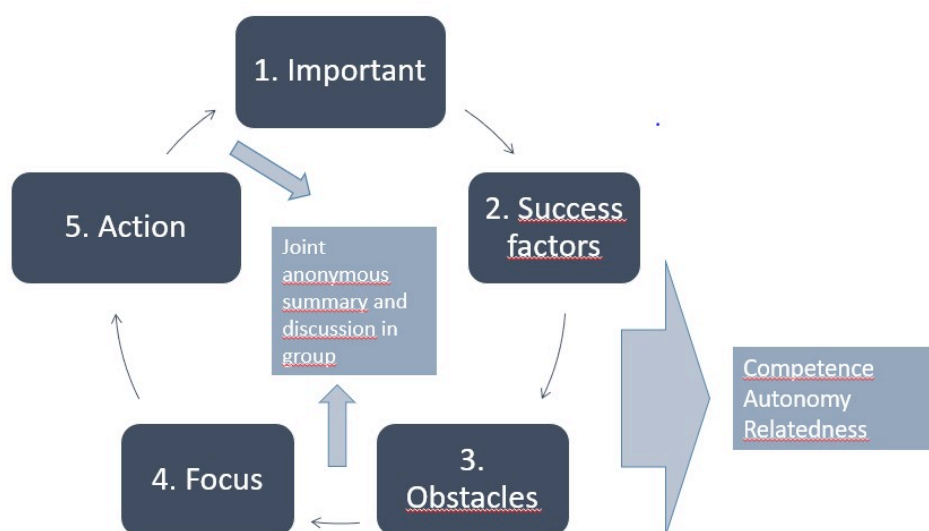 1. Important
2. Success
factors
3.
Obstacles
4. Focus
5. Action
Joint
anonymous
summary and
discussion in
group
Competence
Autonomy
Relatedness